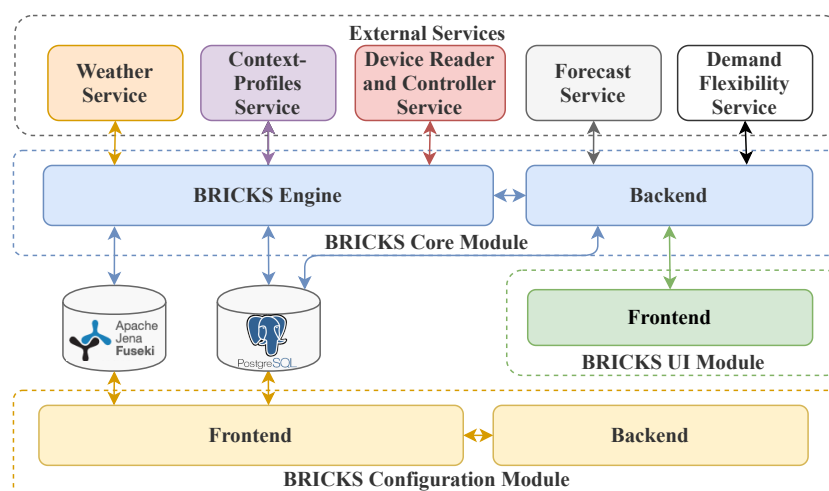 External Services
Weather
Service
Context-
Profiles
Service
Device Reader
and Controller
Service
Forecast
Service
Demand
Flexibility
Service
BRICKS Engine
Backend
BRICKS Core Module
Apache
Jena
Fuseki
PostgreSQL
Frontend
BRICKS UI Module
Frontend
Backend
BRICKS Configuration Module